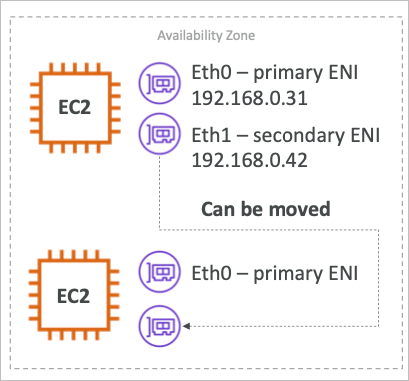 Availability Zone
EC2
Eth0 – primary ENI
192.168.0.31
Eth1 – secondary ENI
192.168.0.42
Can be moved
EC2
Eth0 – primary ENI